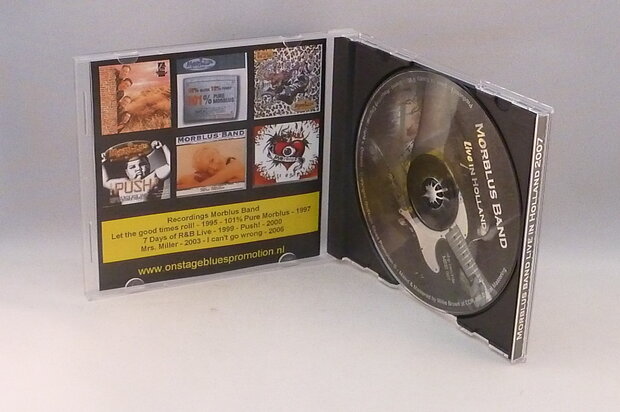 MORBLUS BAND
PUSH
Recordings Morblus Band
Let the good times roll! - 1995 - 101% Pure Morblus - 1997
7 Days of R&B Live - 1999 - Push! - 2000
Mrs. Miller - 2003 - I can't go wrong - 2006
www.onstagebluespromotion.nl
MORBLUS BAND
Live IN HOLLAND
MORBLUS BAND LIVE IN HOLLAND 2007